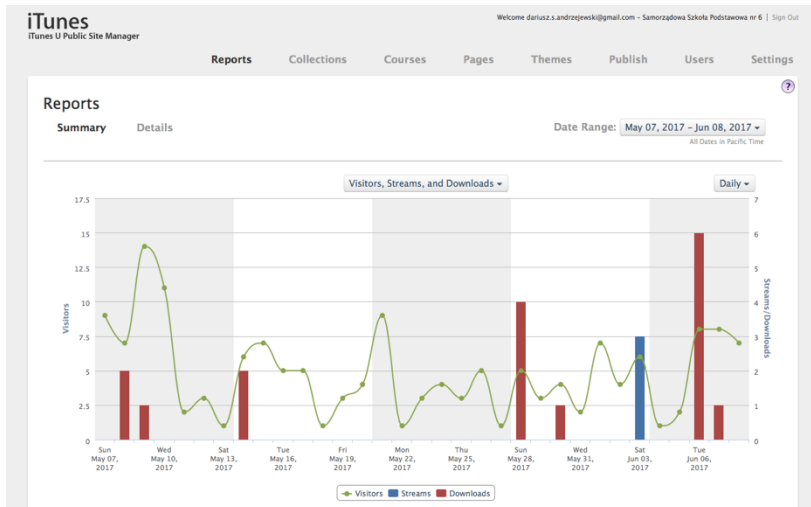 iTunes
iTunes U Public Site Manager
Welcome dariusz.s.andrzejewski@gmail.com – Samorządowa Szkoła Podstawowa nr 6 | Sign Out
Reports Collections Courses Pages Themes Publish Users Settings
?
Reports
Summary Details
Date Range: May 07, 2017 – Jun 08, 2017
All Dates in Pacific Time
Visitors, Streams, and Downloads
Daily
17.5 7
15 6
12.5 5
10 4
7.5 3
5 2
2.5 1
0 0
Visitors
Streams/Downloads
Sun Wed Sat Tue Fri Mon Thu Sun Wed Sat Tue
May 07, May 10, May 13, May 16, May 19, May 22, May 25, May 28, May 31, Jun 03, Jun 06,
2017 2017 2017 2017 2017 2017 2017 2017 2017 2017 2017
Visitors Streams Downloads